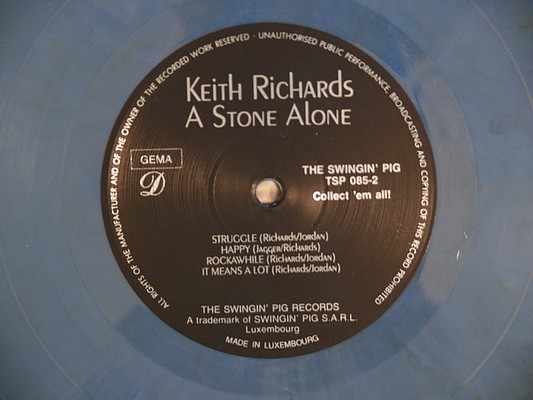 ALL RIGHTS OF THE MANUFACTURER AND OF THE OWNER OF THE RECORDED WORK RESERVED · UNAUTHORISED PUBLIC PERFORMANCE, BROADCASTING AND COPYING OF THIS RECORD PROHIBITED
Keith Richards
A Stone Alone
GEMA
D
THE SWINGIN' PIG
TSP 085-2
Collect 'em all!
STRUGGLE (Richards/Jordan)
HAPPY (Jagger/Richards)
ROCKAWHILE (Richards/Jordan)
IT MEANS A LOT (Richards/Jordan)
THE SWINGIN' PIG RECORDS
A trademark of SWINGIN' PIG S.A.R.L.
Luxembourg
MADE IN LUXEMBOURG